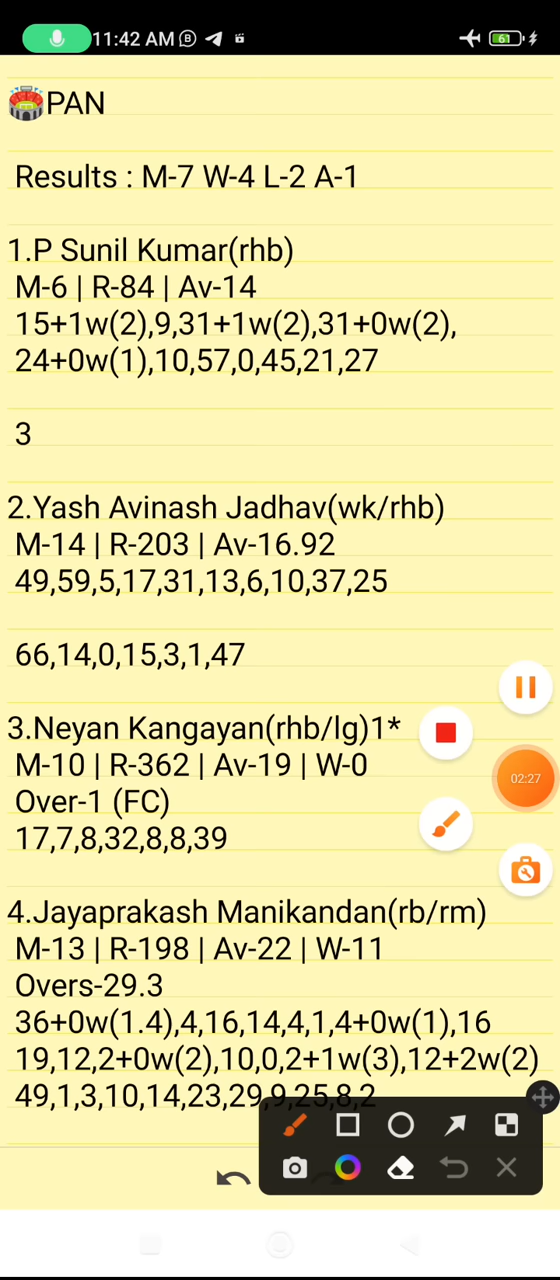 11:42 AM
61
PAN
Results : M-7 W-4 L-2 A-1
1.P Sunil Kumar(rhb)
M-6 | R-84 | Av-14
15+1w(2),9,31+1w(2),31+0w(2),
24+0w(1),10,57,0,45,21,27
3
2.Yash Avinash Jadhav(wk/rhb)
M-14 | R-203 | Av-16.92
49,59,5,17,31,13,6,10,37,25
66,14,0,15,3,1,47
3.Neyan Kangayan(rhb/lg)1*
M-10 | R-362 | Av-19 | W-0
02:27
Over-1 (FC)
17,7,8,32,8,8,39
4.Jayaprakash Manikandan(rb/rm)
M-13 | R-198 | Av-22 | W-11
Overs-29.3
36+0w(1.4),4,16,14,4,1,4+0w(1),16
19,12,2+0w(2),10,0,2+1w(3),12+2w(2)
49,1,3,10,14,23,29,9,25,8,2